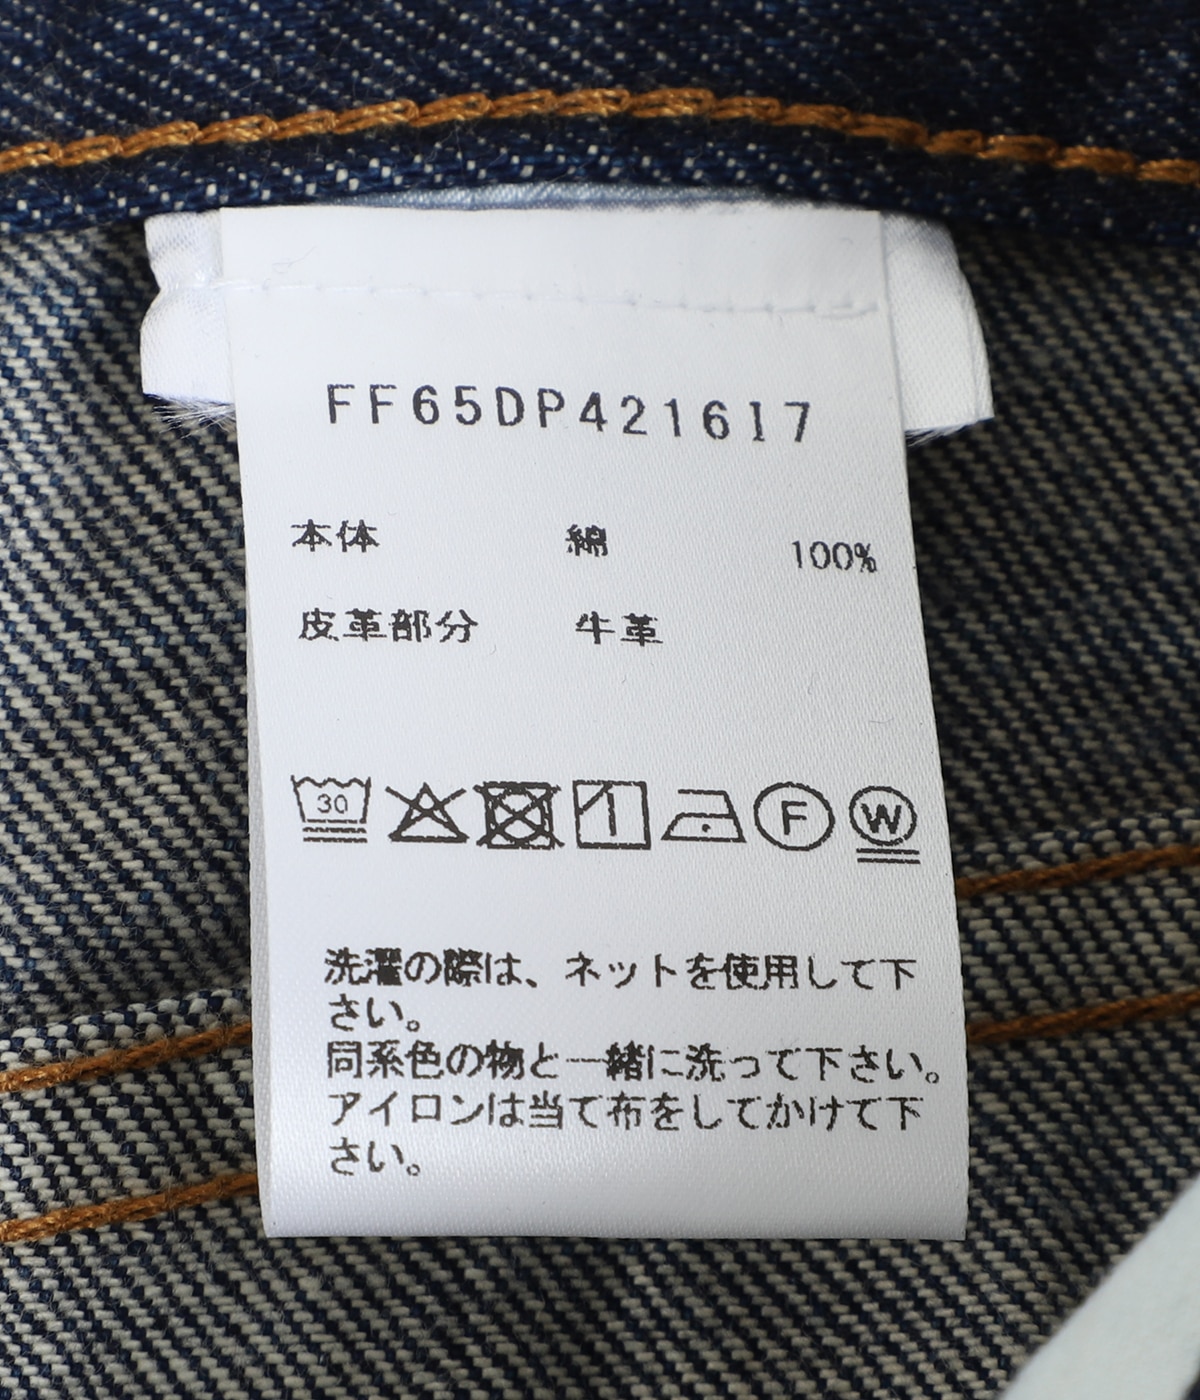 FF65DP421617
本体 綿 100%
皮革部分 牛革
30 F W
洗濯の際は、ネットを使用して下
さい。
同系色の物と一緒に洗って下さい。
アイロンは当て布をしてかけて下
さい。